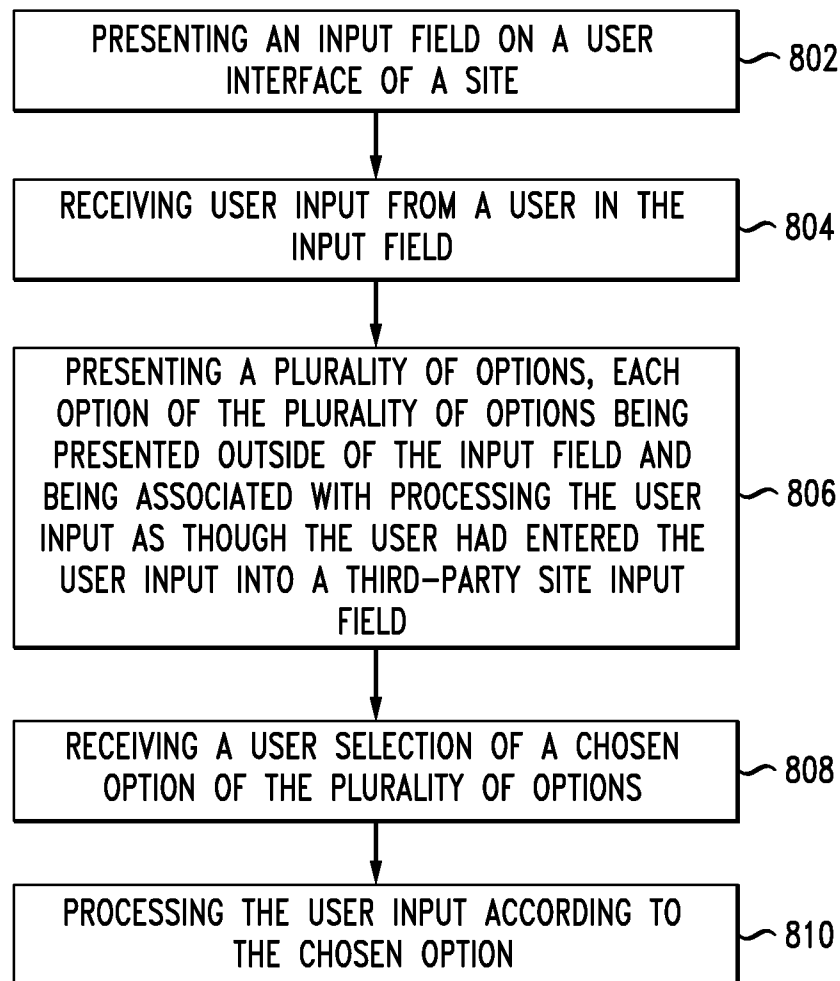 PRESENTING AN INPUT FIELD ON A USER
INTERFACE OF A SITE
802
RECEIVING USER INPUT FROM A USER IN THE
INPUT FIELD
804
PRESENTING A PLURALITY OF OPTIONS, EACH
OPTION OF THE PLURALITY OF OPTIONS BEING
PRESENTED OUTSIDE OF THE INPUT FIELD AND
BEING ASSOCIATED WITH PROCESSING THE USER
INPUT AS THOUGH THE USER HAD ENTERED THE
USER INPUT INTO A THIRD-PARTY SITE INPUT
FIELD
806
RECEIVING A USER SELECTION OF A CHOSEN
OPTION OF THE PLURALITY OF OPTIONS
808
PROCESSING THE USER INPUT ACCORDING TO
THE CHOSEN OPTION
810